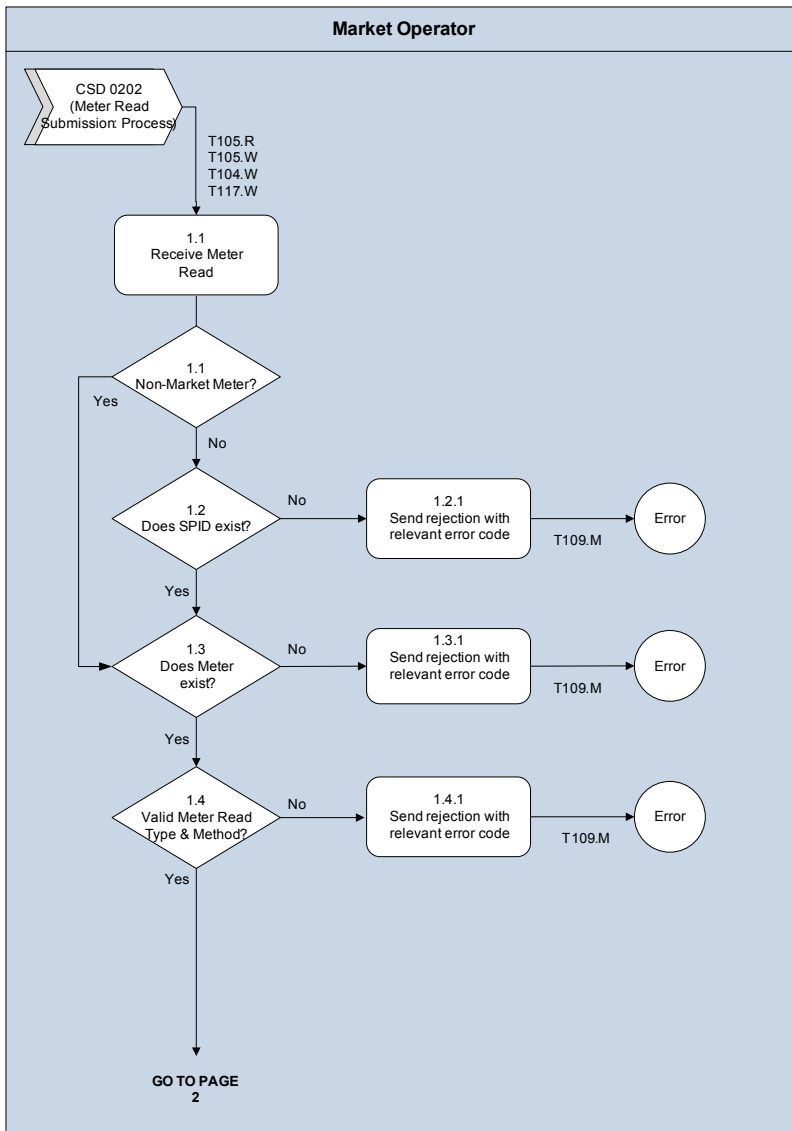 Market Operator
CSD 0202
(Meter Read
Submission: Process)
T105.R
T105.W
T104.W
T117.W
1.1
Receive Meter
Read
1.1
Non-Market Meter?
Yes
No
1.2
Does SPID exist?
No
1.2.1
Send rejection with
relevant error code
T109.M
Error
Yes
1.3
Does Meter
exist?
No
1.3.1
Send rejection with
relevant error code
T109.M
Error
Yes
1.4
Valid Meter Read
Type & Method?
No
1.4.1
Send rejection with
relevant error code
T109.M
Error
Yes
GO TO PAGE
2